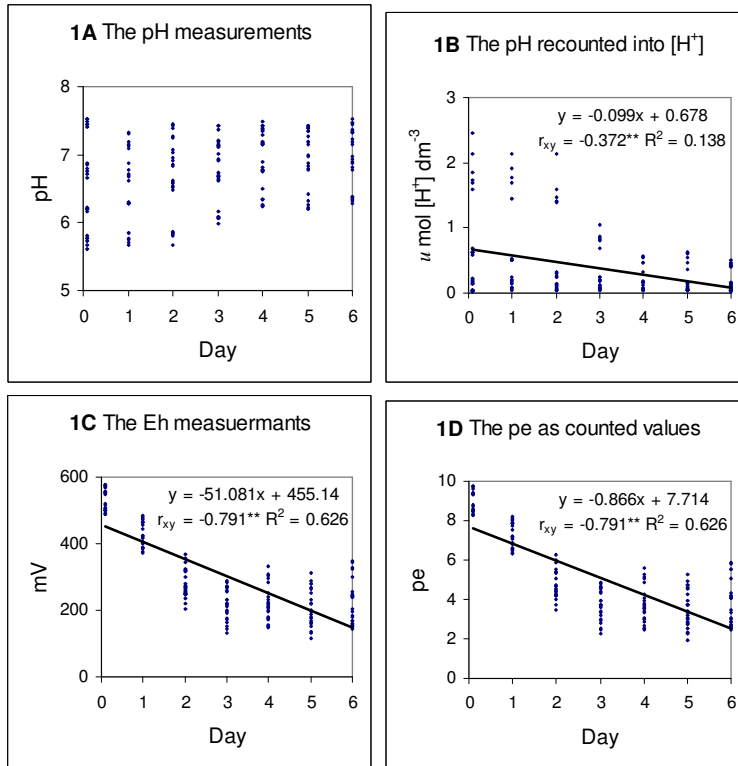 1A The pH measurements
8
7
6
5
pH
0 1 2 3 4 5 6
Day
1B The pH recounted into [H⁺]
y = -0.099x + 0.678
rxy = -0.372** R² = 0.138
3
2
1
0
u mol [H⁺] dm⁻³
0 1 2 3 4 5 6
Day
1C The Eh measuermants
y = -51.081x + 455.14
rxy = -0.791** R² = 0.626
600
400
200
0
mV
0 1 2 3 4 5 6
Day
1D The pe as counted values
y = -0.866x + 7.714
rxy = -0.791** R² = 0.626
10
8
6
4
2
0
pe
0 1 2 3 4 5 6
Day